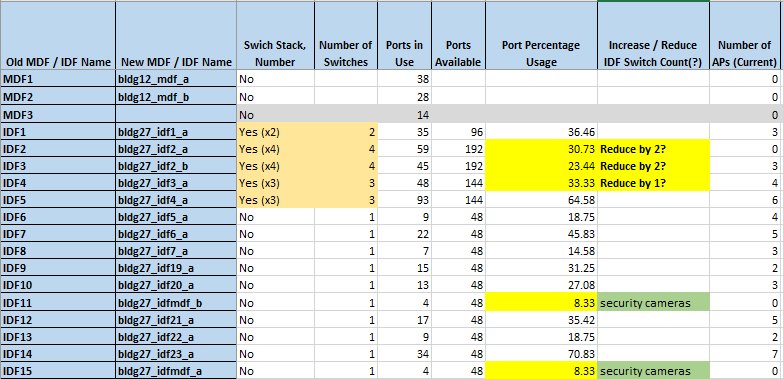 Old MDF / IDF Name New MDF / IDF Name Swich Stack, Number Number of Switches Ports in Use Ports Available Port Percentage Usage Increase / Reduce IDF Switch Count(?) Number of APs (Current)
MDF1 bldg12_mdf_a No 38 0
MDF2 bldg12_mdf_b No 28 0
MDF3 No 14 0
IDF1 bldg27_idf1_a Yes (x2) 2 35 96 36.46 3
IDF2 bldg27_idf2_a Yes (x4) 4 59 192 30.73 Reduce by 2? 0
IDF3 bldg27_idf2_b Yes (x4) 4 45 192 23.44 Reduce by 2? 3
IDF4 bldg27_idf3_a Yes (x3) 3 48 144 33.33 Reduce by 1? 4
IDF5 bldg27_idf4_a Yes (x3) 3 93 144 64.58 6
IDF6 bldg27_idf5_a No 1 9 48 18.75 4
IDF7 bldg27_idf6_a No 1 22 48 45.83 5
IDF8 bldg27_idf7_a No 1 7 48 14.58 3
IDF9 bldg27_idf19_a No 1 15 48 31.25 2
IDF10 bldg27_idf20_a No 1 13 48 27.08 3
IDF11 bldg27_idfmdf_b No 1 4 48 8.33 security cameras 0
IDF12 bldg27_idf21_a No 1 17 48 35.42 5
IDF13 bldg27_idf22_a No 1 9 48 18.75 2
IDF14 bldg27_idf23_a No 1 34 48 70.83 7
IDF15 bldg27_idfmdf_a No 1 4 48 8.33 security cameras 0